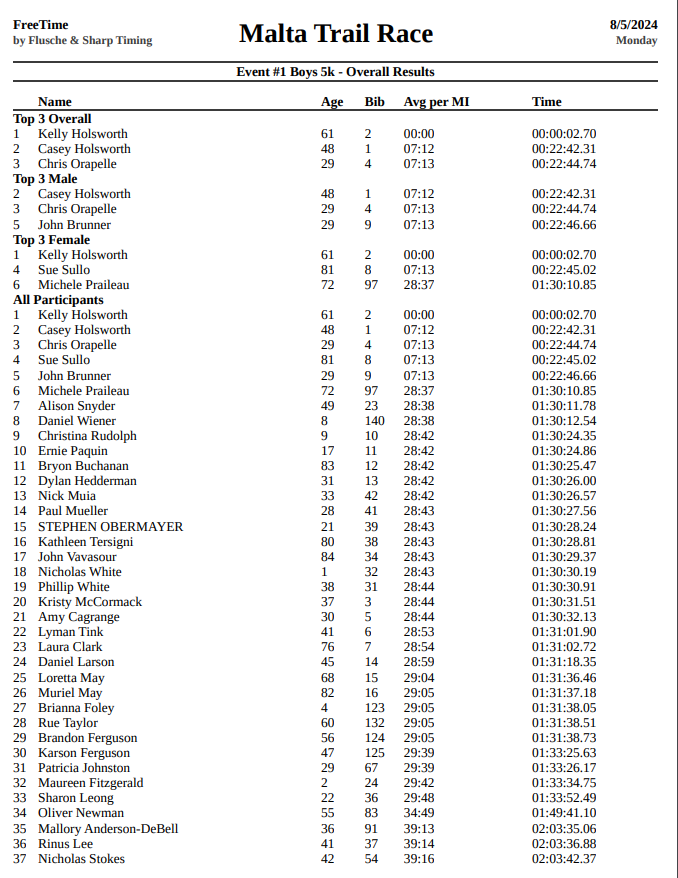 FreeTime
by Flusche & Sharp Timing
Malta Trail Race
8/5/2024
Monday
Event #1 Boys 5k - Overall Results
Name Age Bib Avg per MI Time
Top 3 Overall
1 Kelly Holsworth 61 2 00:00 00:00:02.70
2 Casey Holsworth 48 1 07:12 00:22:42.31
3 Chris Orapelle 29 4 07:13 00:22:44.74
Top 3 Male
2 Casey Holsworth 48 1 07:12 00:22:42.31
3 Chris Orapelle 29 4 07:13 00:22:44.74
5 John Brunner 29 9 07:13 00:22:46.66
Top 3 Female
1 Kelly Holsworth 61 2 00:00 00:00:02.70
4 Sue Sullo 81 8 07:13 00:22:45.02
6 Michele Praileau 72 97 28:37 01:30:10.85
All Participants
1 Kelly Holsworth 61 2 00:00 00:00:02.70
2 Casey Holsworth 48 1 07:12 00:22:42.31
3 Chris Orapelle 29 4 07:13 00:22:44.74
4 Sue Sullo 81 8 07:13 00:22:45.02
5 John Brunner 29 9 07:13 00:22:46.66
6 Michele Praileau 72 97 28:37 01:30:10.85
7 Alison Snyder 49 23 28:38 01:30:11.78
8 Daniel Wiener 8 140 28:38 01:30:12.54
9 Christina Rudolph 9 10 28:42 01:30:24.35
10 Ernie Paquin 17 11 28:42 01:30:24.86
11 Bryon Buchanan 83 12 28:42 01:30:25.47
12 Dylan Hedderman 31 13 28:42 01:30:26.00
13 Nick Muia 33 42 28:42 01:30:26.57
14 Paul Mueller 28 41 28:43 01:30:27.56
15 STEPHEN OBERMAYER 21 39 28:43 01:30:28.24
16 Kathleen Tersigni 80 38 28:43 01:30:28.81
17 John Vavasour 84 34 28:43 01:30:29.37
18 Nicholas White 1 32 28:43 01:30:30.19
19 Phillip White 38 31 28:44 01:30:30.91
20 Kristy McCormack 37 3 28:44 01:30:31.51
21 Amy Cagrange 30 5 28:44 01:30:32.13
22 Lyman Tink 41 6 28:53 01:31:01.90
23 Laura Clark 76 7 28:54 01:31:02.72
24 Daniel Larson 45 14 28:59 01:31:18.35
25 Loretta May 68 15 29:04 01:31:36.46
26 Muriel May 82 16 29:05 01:31:37.18
27 Brianna Foley 4 123 29:05 01:31:38.05
28 Rue Taylor 60 132 29:05 01:31:38.51
29 Brandon Ferguson 56 124 29:05 01:31:38.73
30 Karson Ferguson 47 125 29:39 01:33:25.63
31 Patricia Johnston 29 67 29:39 01:33:26.17
32 Maureen Fitzgerald 2 24 29:42 01:33:34.75
33 Sharon Leong 22 36 29:48 01:33:52.49
34 Oliver Newman 55 83 34:49 01:49:41.10
35 Mallory Anderson-DeBell 36 91 39:13 02:03:35.06
36 Rinus Lee 41 37 39:14 02:03:36.88
37 Nicholas Stokes 42 54 39:16 02:03:42.37